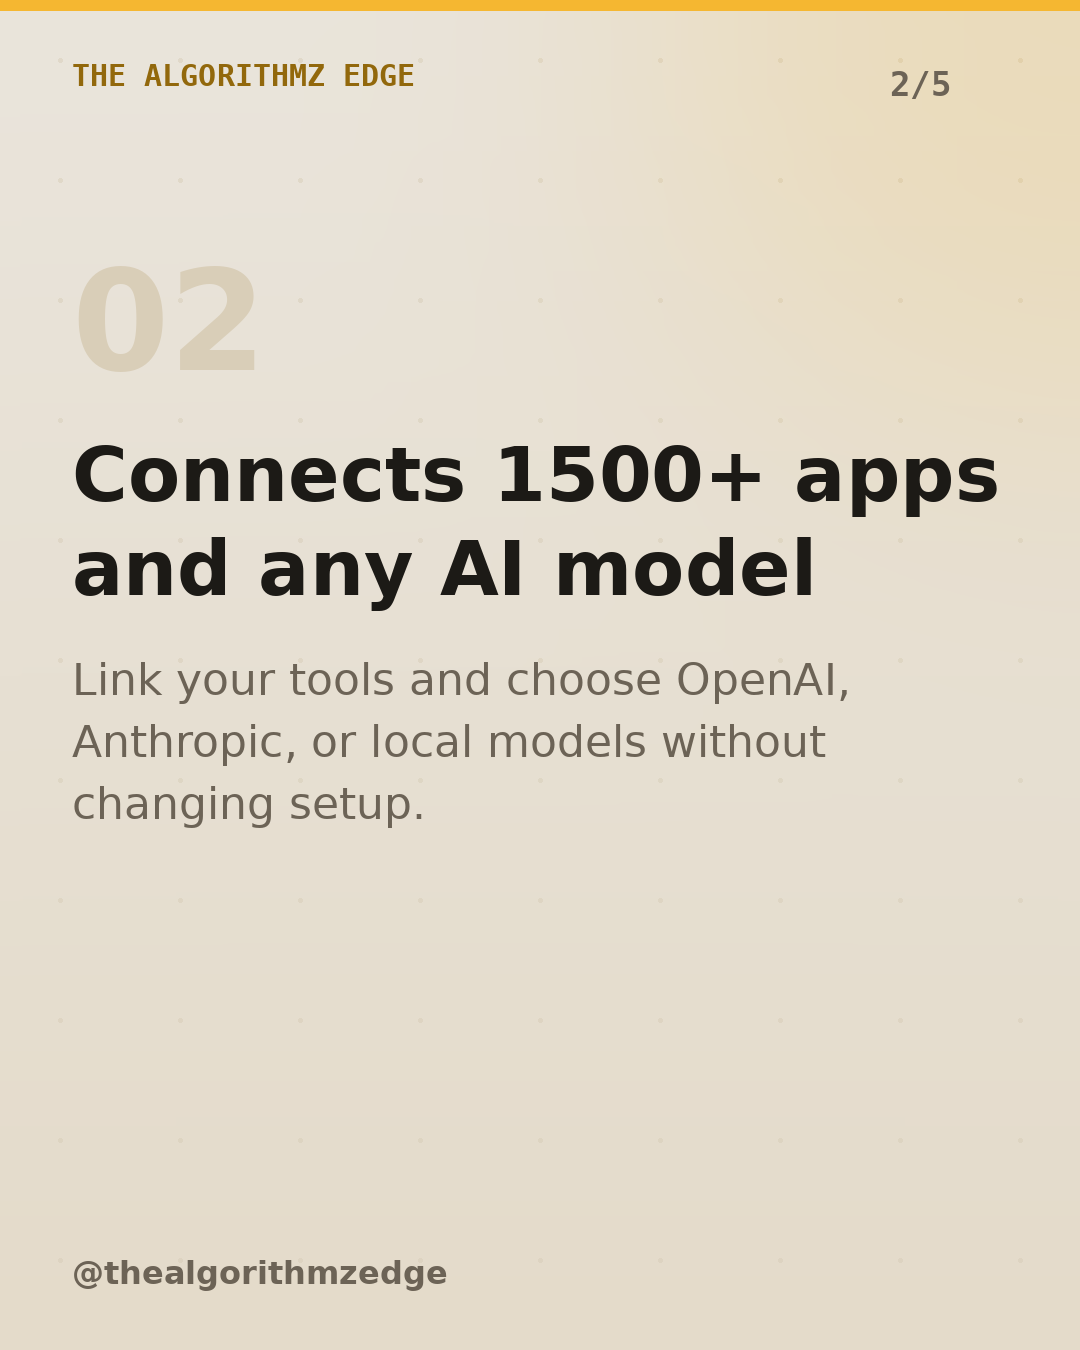 THE ALGORITHMZ EDGE
2/5
02
Connects 1500+ apps
and any AI model
Link your tools and choose OpenAI,
Anthropic, or local models without
changing setup.
@thealgorithmzedge